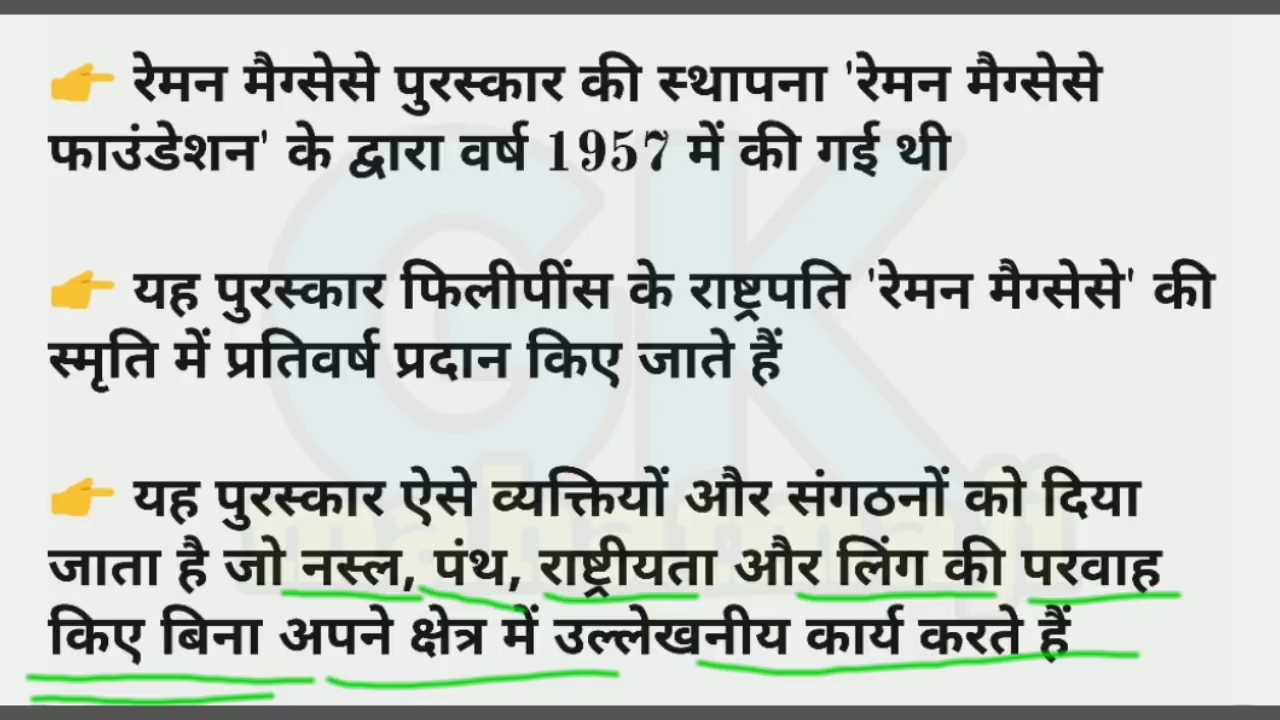 👉 रेमन मैग्सेसे पुरस्कार की स्थापना 'रेमन मैग्सेसे
फाउंडेशन' के द्वारा वर्ष 1957 में की गई थी
👉 यह पुरस्कार फिलीपींस के राष्ट्रपति 'रेमन मैग्सेसे' की
स्मृति में प्रतिवर्ष प्रदान किए जाते हैं
👉 यह पुरस्कार ऐसे व्यक्तियों और संगठनों को दिया
जाता है जो नस्ल, पंथ, राष्ट्रीयता और लिंग की परवाह
किए बिना अपने क्षेत्र में उल्लेखनीय कार्य करते हैं
GK